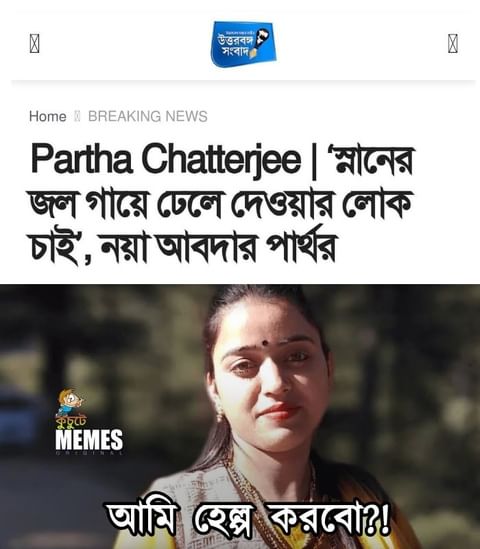 উত্তরবঙ্গ
সংবাদ
Home BREAKING NEWS
Partha Chatterjee | ‘স্নানের
জল গায়ে ঢেলে দেওয়ার লোক
চাই’, নয়া আবদার পার্থর
কুঁচুটে
MEMES
ORIGINAL
আমি হেল্প করবো?!